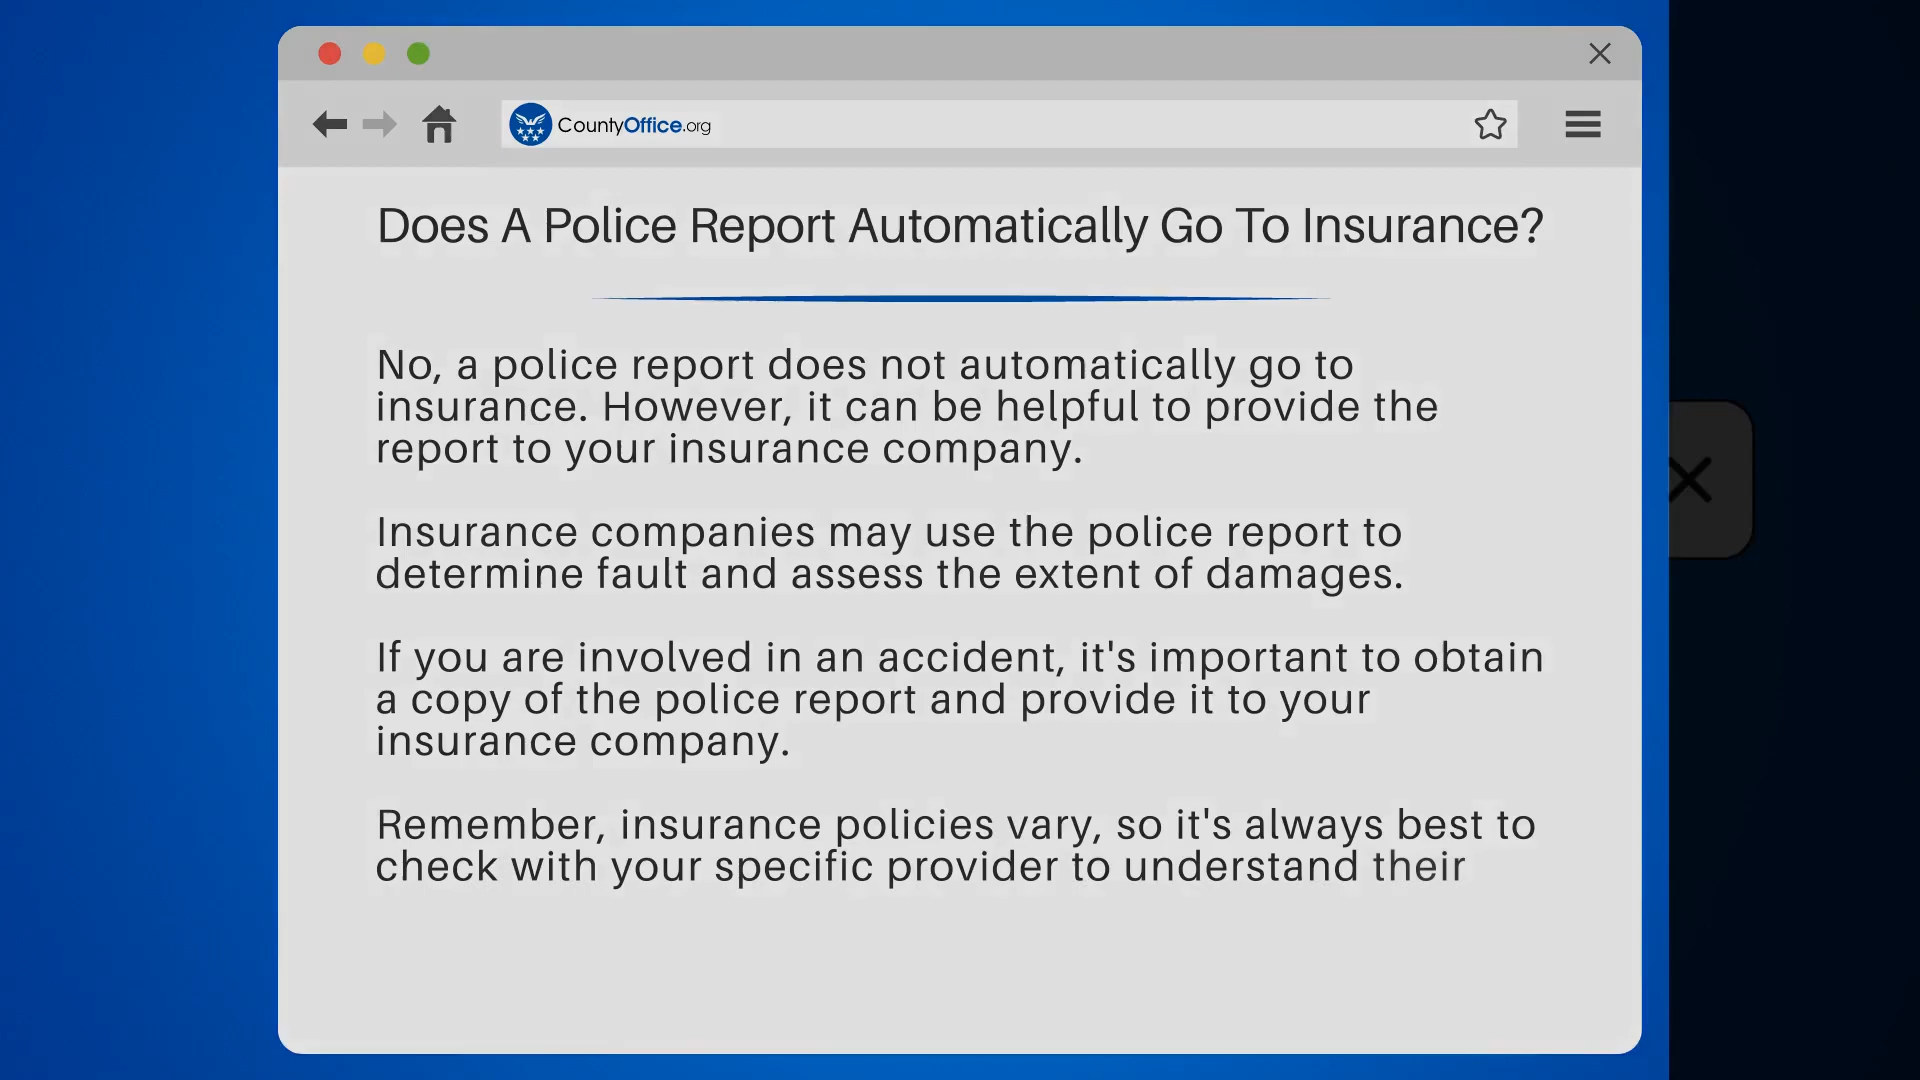 CountyOffice.org
Does A Police Report Automatically Go To Insurance?
No, a police report does not automatically go to
insurance. However, it can be helpful to provide the
report to your insurance company.
Insurance companies may use the police report to
determine fault and assess the extent of damages.
If you are involved in an accident, it's important to obtain
a copy of the police report and provide it to your
insurance company.
Remember, insurance policies vary, so it's always best to
check with your specific provider to understand their